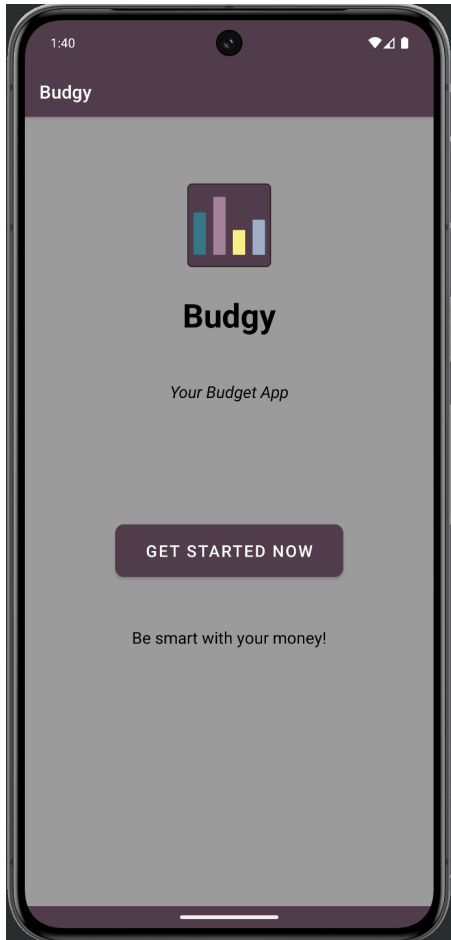 1:40
Budgy
Budgy
Your Budget App
GET STARTED NOW
Be smart with your money!